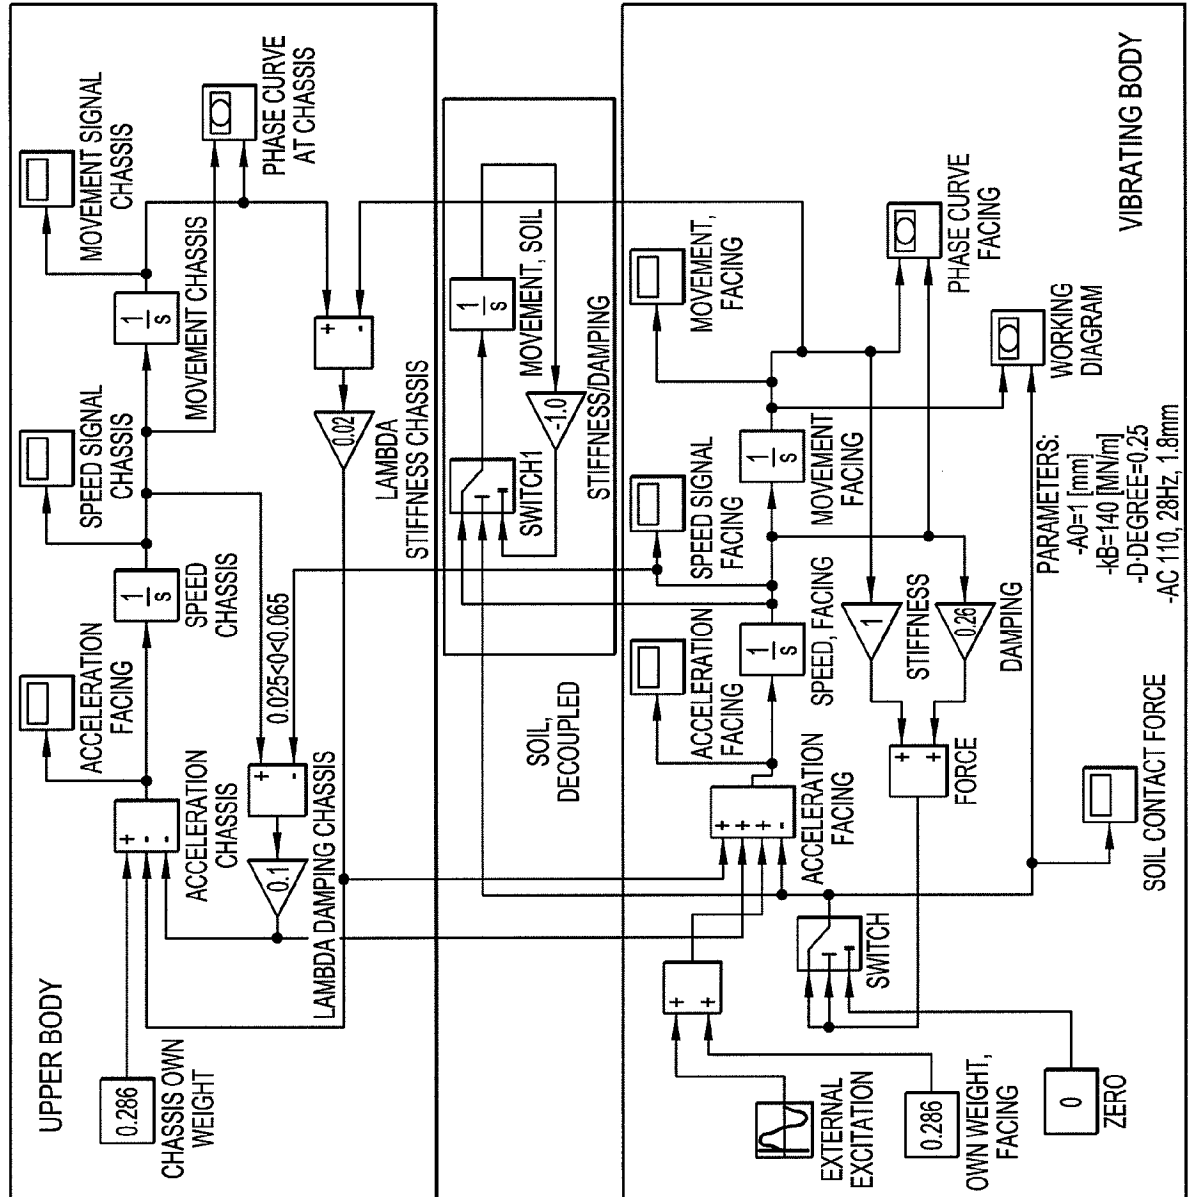 UPPER BODY
0.286
CHASSIS OWN
WEIGHT
+
-
-
ACCELERATION
CHASSIS
ACCELERATION
FACING
1
s
SPEED
CHASSIS
SPEED SIGNAL
CHASSIS
1
s
MOVEMENT CHASSIS
MOVEMENT SIGNAL
CHASSIS
PHASE CURVE
AT CHASSIS
0.025<0<0.065
+
-
0.1
LAMBDA DAMPING CHASSIS
+
-
0.02
LAMBDA
STIFFNESS CHASSIS
SOIL,
DECOUPLED
SWITCH1
1
s
MOVEMENT, SOIL
-1.0
STIFFNESS/DAMPING
VIBRATING BODY
EXTERNAL
EXCITATION
0.286
OWN WEIGHT,
FACING
0
ZERO
+
+
SWITCH
+
+
+
-
ACCELERATION
FACING
ACCELERATION
FACING
1
s
SPEED, FACING
SPEED SIGNAL
FACING
1
s
MOVEMENT
FACING
MOVEMENT,
FACING
PHASE CURVE
FACING
WORKING
DIAGRAM
1
STIFFNESS
0.26
DAMPING
+
+
FORCE
SOIL CONTACT FORCE
PARAMETERS:
-A0=1 [mm]
-kB=140 [MN/m]
-D·DEGREE=0.25
-AC 110, 28Hz, 1.8mm